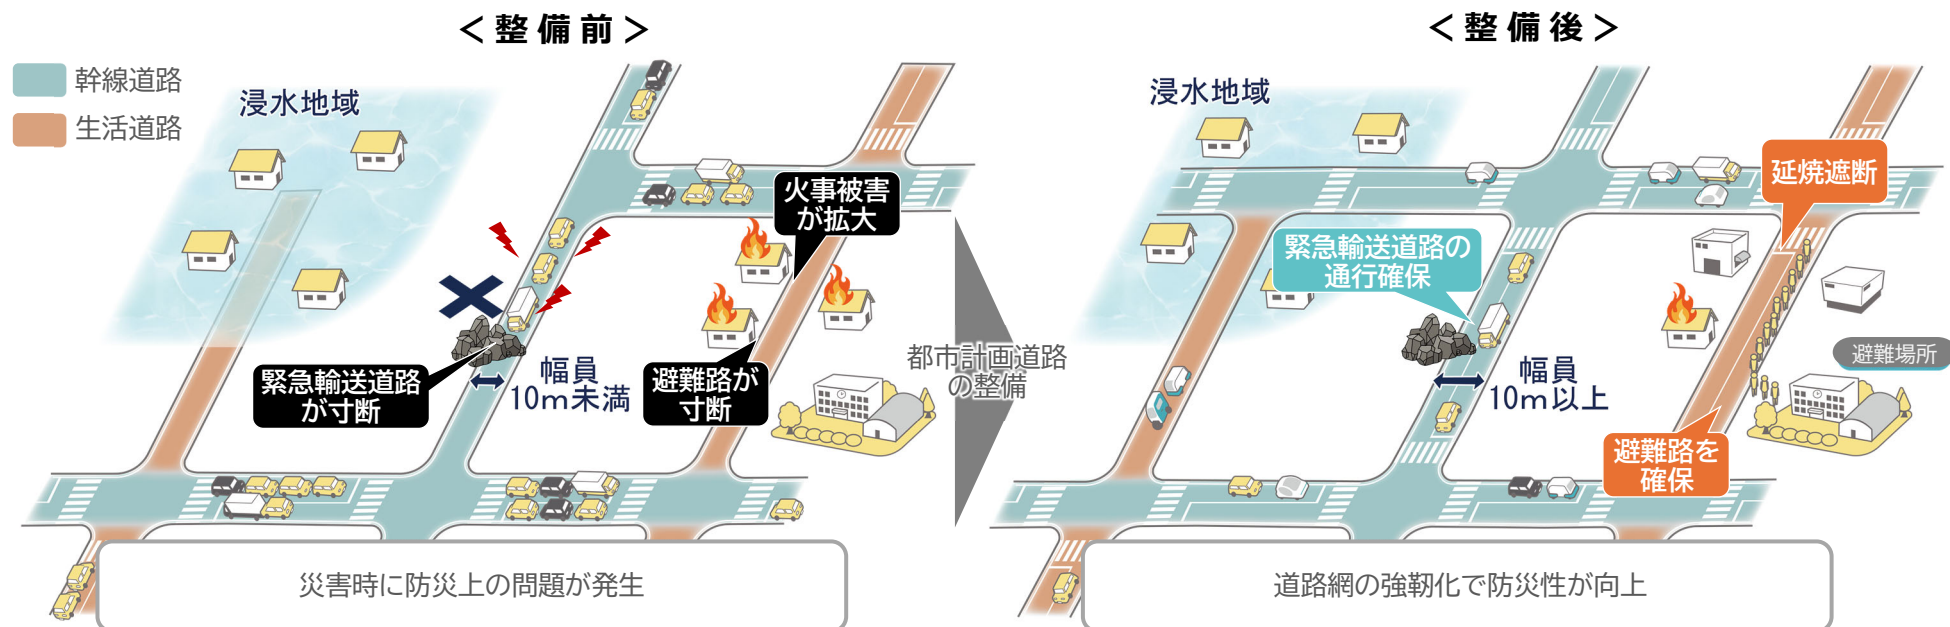 ＜整備前＞
幹線道路
生活道路
浸水地域
火事被害
が拡大
緊急輸送道路
が寸断
幅員
10m未満
避難路が
寸断
災害時に防災上の問題が発生
都市計画道路
の整備
＜整備後＞
浸水地域
延焼遮断
緊急輸送道路の
通行確保
幅員
10m以上
避難場所
避難路を
確保
道路網の強靭化で防災性が向上